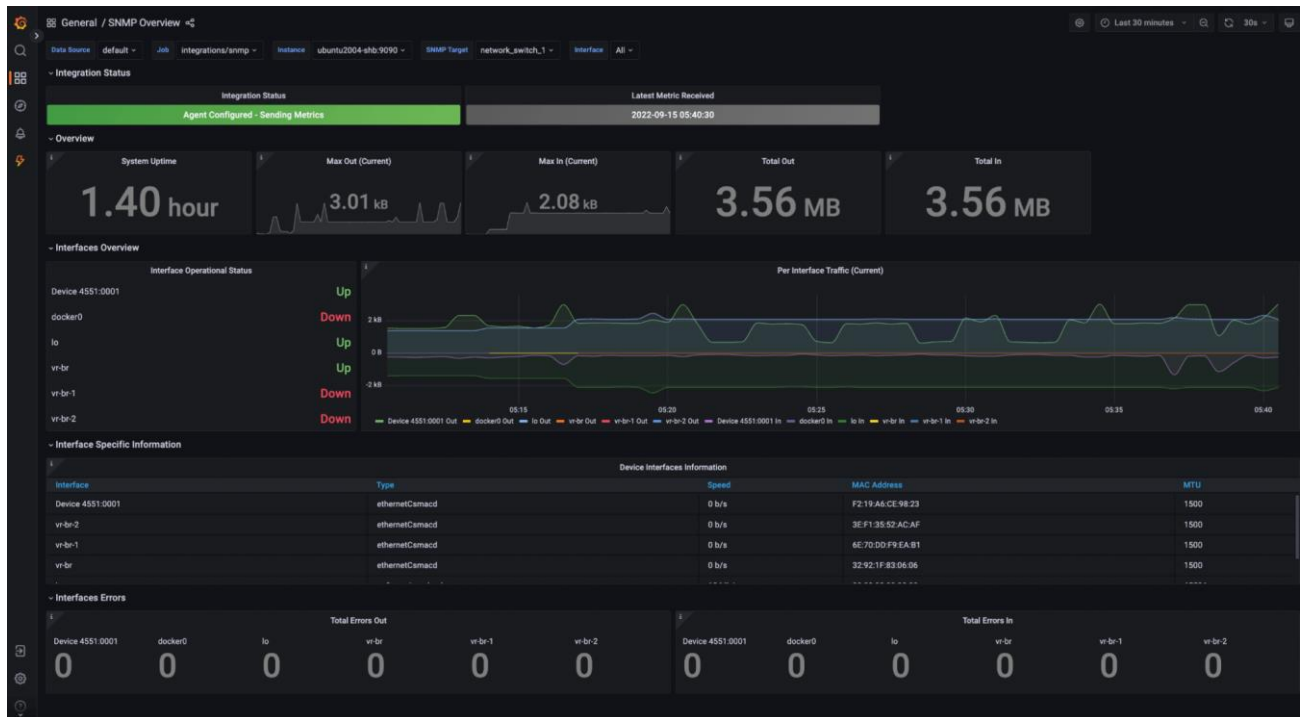 General / SNMP Overview
Last 30 minutes 30s
Data Source default Job integrations/snmp Instance ubuntu2004-shb:9090 SNMP Target network_switch_1 Interface All
Integration Status
Integration Status
Agent Configured - Sending Metrics
Latest Metric Received
2022-09-15 05:40:30
Overview
System Uptime
1.40 hour
Max Out (Current)
3.01 kB
Max In (Current)
2.08 kB
Total Out
3.56 MB
Total In
3.56 MB
Interfaces Overview
Interface Operational Status
Device 4551:0001 Up
docker0 Down
lo Up
vr-br Up
vr-br-1 Down
vr-br-2 Down
Per Interface Traffic (Current)
2 kB
0 B
-2 kB
05:15 05:20 05:25 05:30 05:35 05:40
Device 4551:0001 Out docker0 Out lo Out vr-br Out vr-br-1 Out vr-br-2 Out Device 4551:0001 In docker0 In lo In vr-br In vr-br-1 In vr-br-2 In
Interface Specific Information
Device Interfaces Information
Interface Type Speed MAC Address MTU
Device 4551:0001 ethernetCsmacd 0 b/s F2:19:A6:CE:98:23 1500
vr-br-2 ethernetCsmacd 0 b/s 3E:F1:35:52:AC:AF 1500
vr-br-1 ethernetCsmacd 0 b/s 6E:70:DD:F9:EA:B1 1500
vr-br ethernetCsmacd 0 b/s 32:92:1F:83:06:06 1500
Interfaces Errors
Total Errors Out
Device 4551:0001 docker0 lo vr-br vr-br-1 vr-br-2
0 0 0 0 0 0
Total Errors In
Device 4551:0001 docker0 lo vr-br vr-br-1 vr-br-2
0 0 0 0 0 0